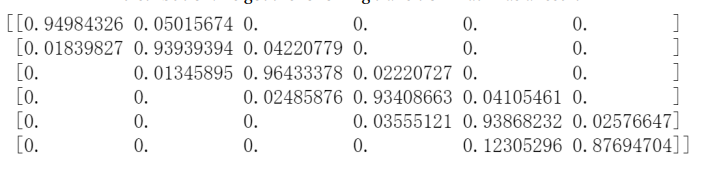 [[0.94984326 0.05015674 0. 0. 0. 0. ]
[0.01839827 0.93939394 0.04220779 0. 0. 0. ]
[0. 0.01345895 0.96433378 0.02220727 0. 0. ]
[0. 0. 0.02485876 0.93408663 0.04105461 0. ]
[0. 0. 0. 0.03555121 0.93868232 0.02576647]
[0. 0. 0. 0. 0.12305296 0.87694704]]